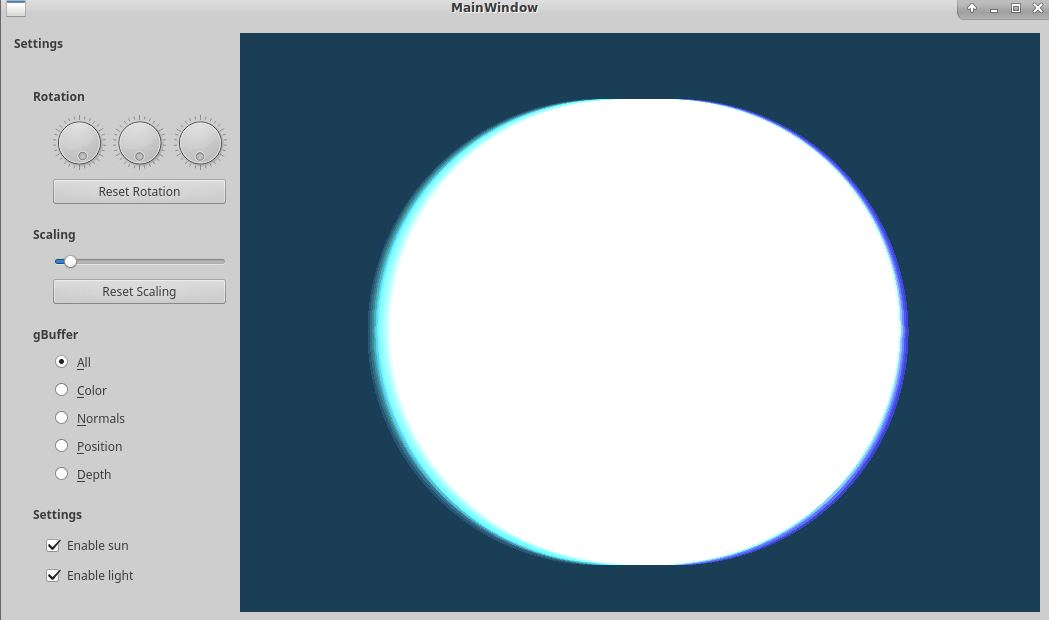 MainWindow
Settings
Rotation
Reset Rotation
Scaling
Reset Scaling
gBuffer
All
Color
Normals
Position
Depth
Settings
Enable sun
Enable light